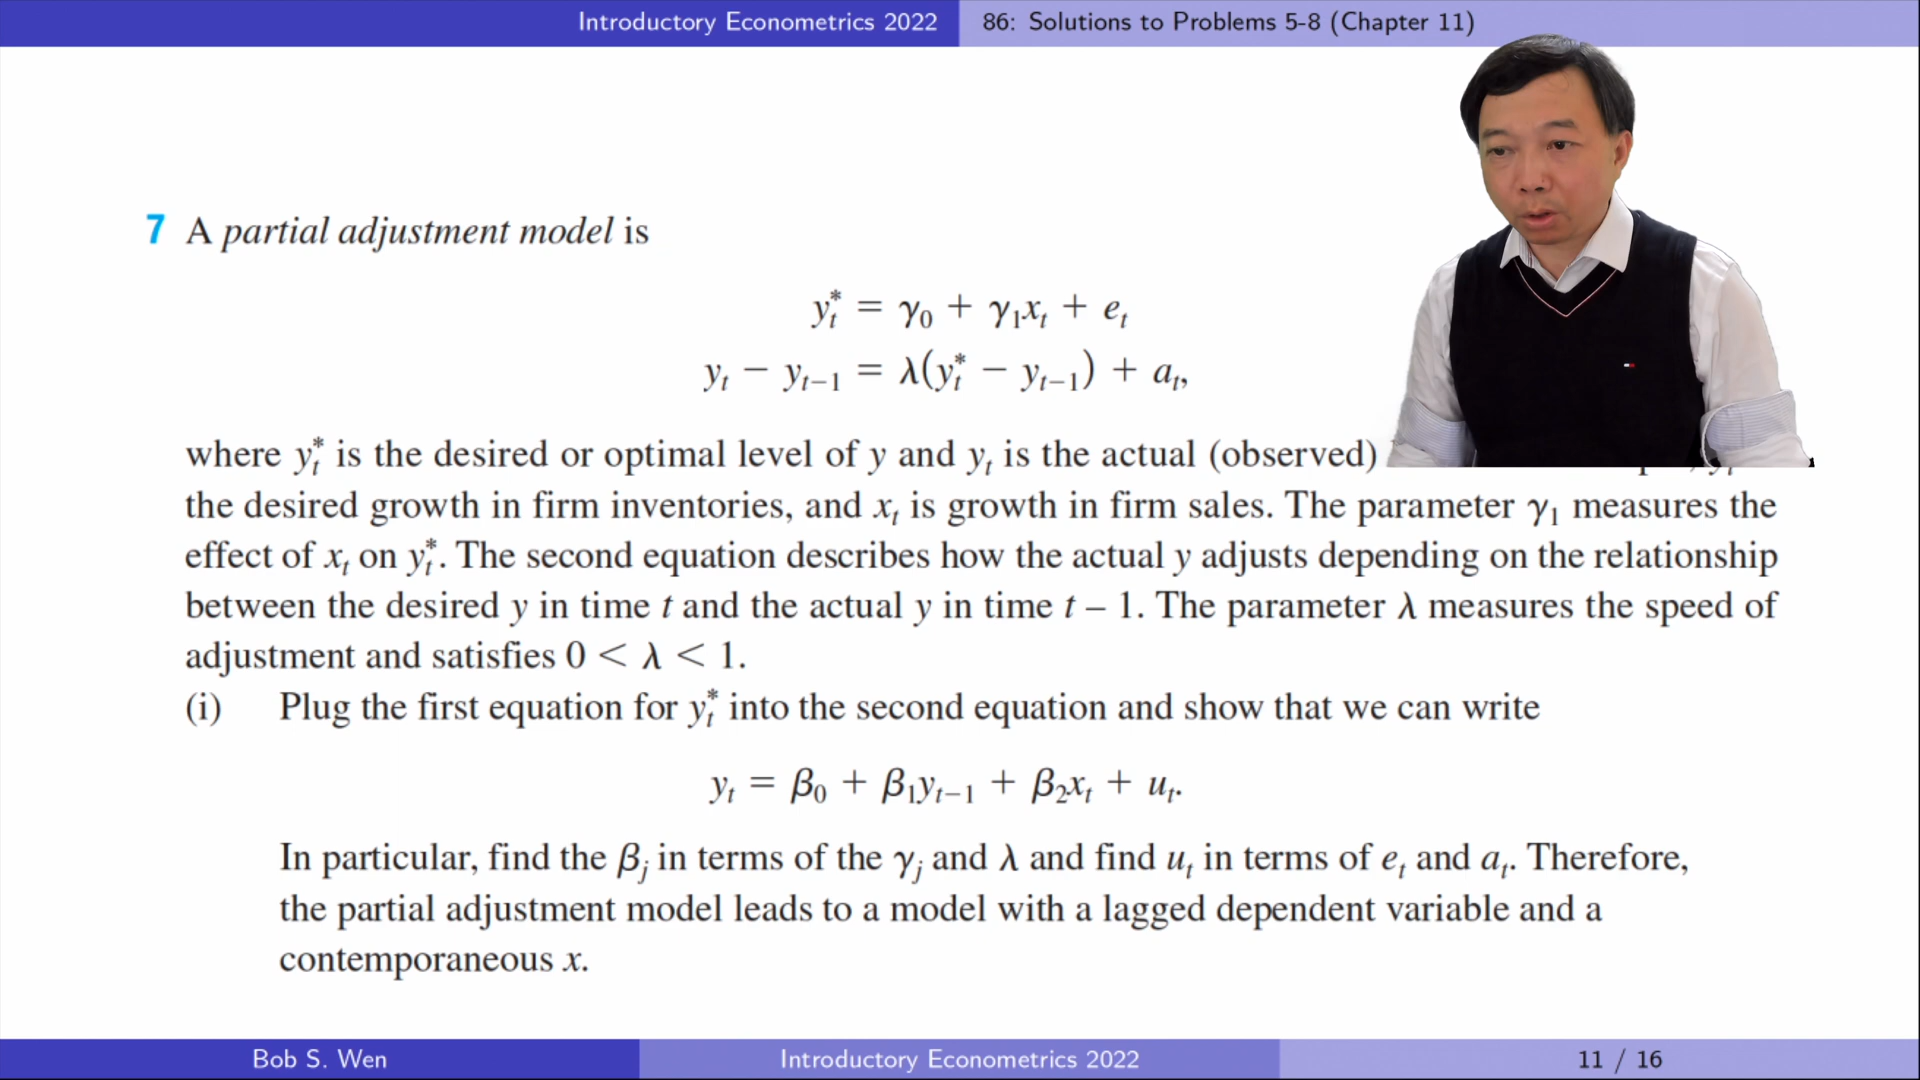 Introductory Econometrics 2022 86: Solutions to Problems 5-8 (Chapter 11)
7 A partial adjustment model is
yₜ* = γ₀ + γ₁xₜ + eₜ
yₜ − yₜ₋₁ = λ(yₜ* − yₜ₋₁) + aₜ,
where yₜ* is the desired or optimal level of y and yₜ is the actual (observed)
the desired growth in firm inventories, and xₜ is growth in firm sales. The parameter γ₁ measures the
effect of xₜ on yₜ*. The second equation describes how the actual y adjusts depending on the relationship
between the desired y in time t and the actual y in time t – 1. The parameter λ measures the speed of
adjustment and satisfies 0 < λ < 1.
(i) Plug the first equation for yₜ* into the second equation and show that we can write
yₜ = β₀ + β₁yₜ₋₁ + β₂xₜ + uₜ.
In particular, find the βⱼ in terms of the γⱼ and λ and find uₜ in terms of eₜ and aₜ. Therefore,
the partial adjustment model leads to a model with a lagged dependent variable and a
contemporaneous x.
Bob S. Wen Introductory Econometrics 2022 11 / 16